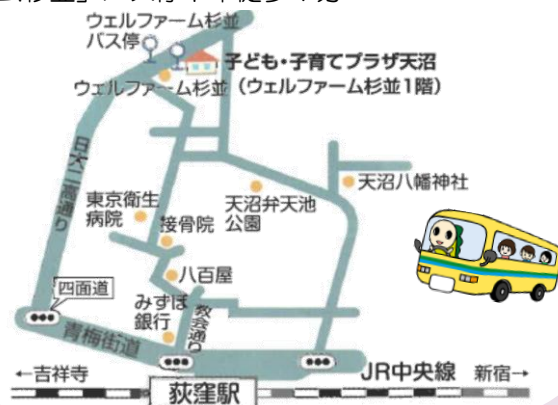 ウェルファーム杉並
バス停
子ども・子育てプラザ天沼
ウェルファーム杉並
(ウェルファーム杉並1階)
日大二高通り
東京衛生
病院
接骨院
天沼弁天池
公園
天沼八幡神社
八百屋
四面道
みずほ
銀行
教会通り
青梅街道
JR中央線
←吉祥寺
新宿→
荻窪駅